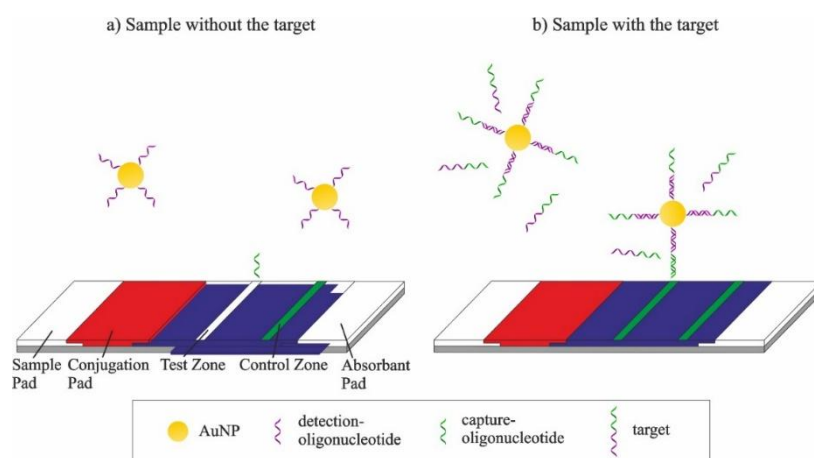 a) Sample without the target
b) Sample with the target
Sample
Pad
Conjugation
Pad
Test Zone
Control Zone
Absorbant
Pad
AuNP
detection-
oligonucleotide
capture-
oligonucleotide
target